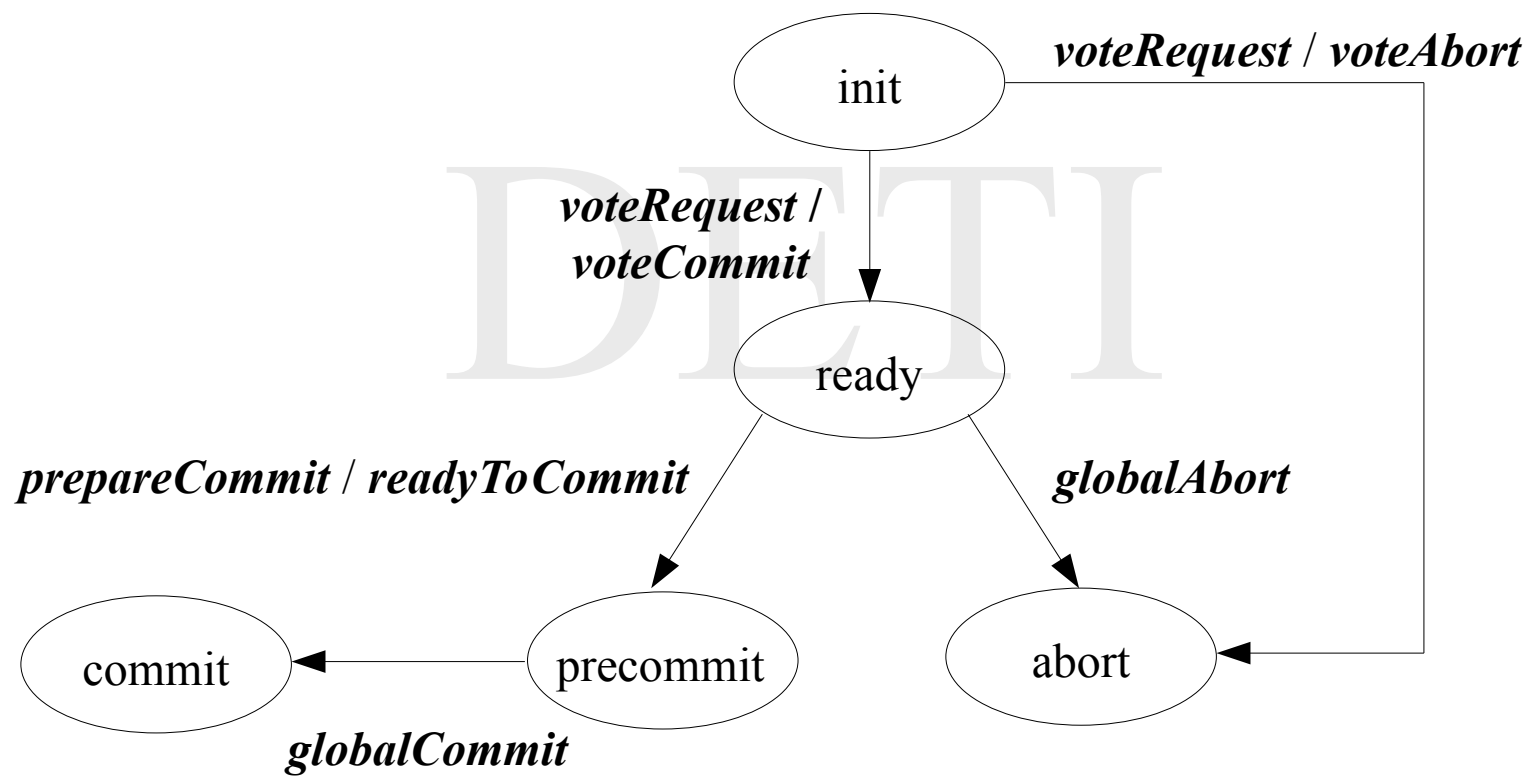 voteRequest / voteAbort
init
DETI
voteRequest /
voteCommit
ready
prepareCommit / readyToCommit
globalAbort
commit
precommit
abort
globalCommit